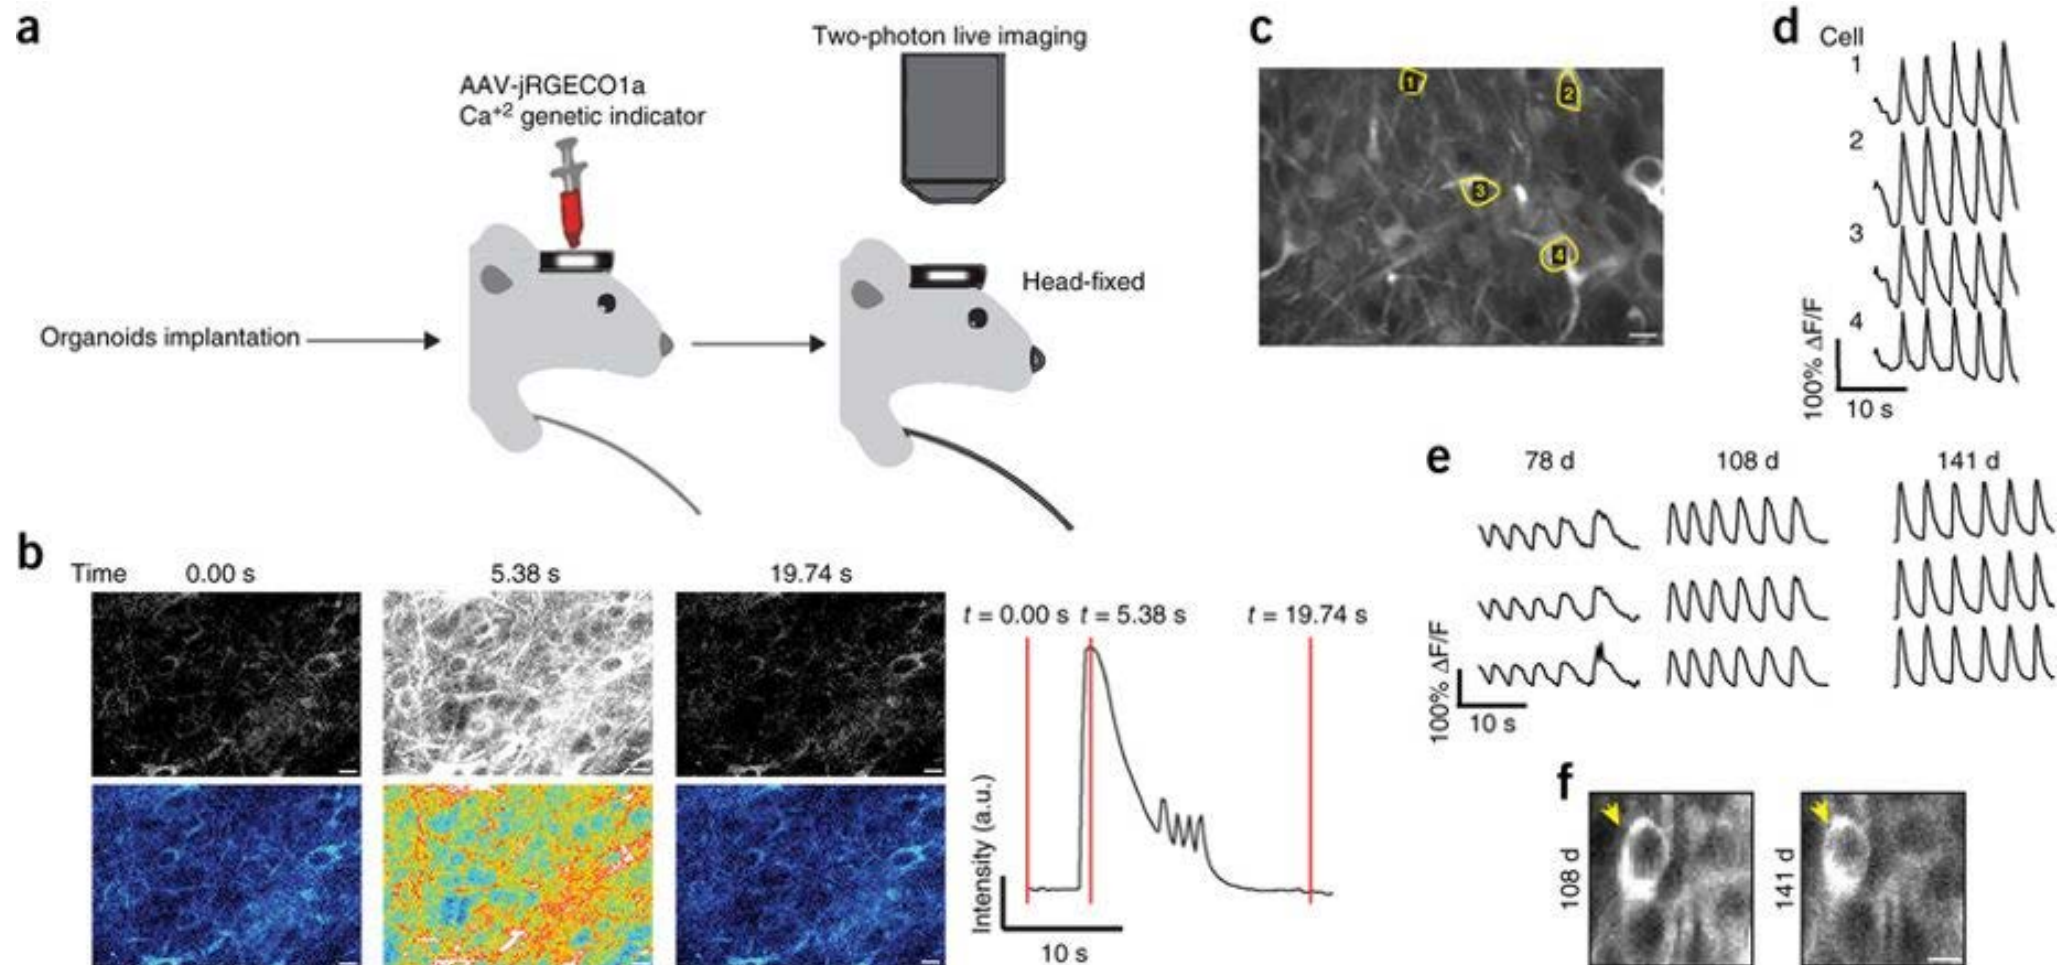 a
AAV-jRGECO1a
Ca+2 genetic indicator
Two-photon live imaging
Organoids implantation
Head-fixed
b
Time 0.00 s 5.38 s 19.74 s
t = 0.00 s t = 5.38 s t = 19.74 s
Intensity (a.u.)
10 s
c
1
2
3
4
d
Cell
1
2
3
4
100% ΔF/F
10 s
e
78 d 108 d 141 d
100% ΔF/F
10 s
f
108 d
141 d